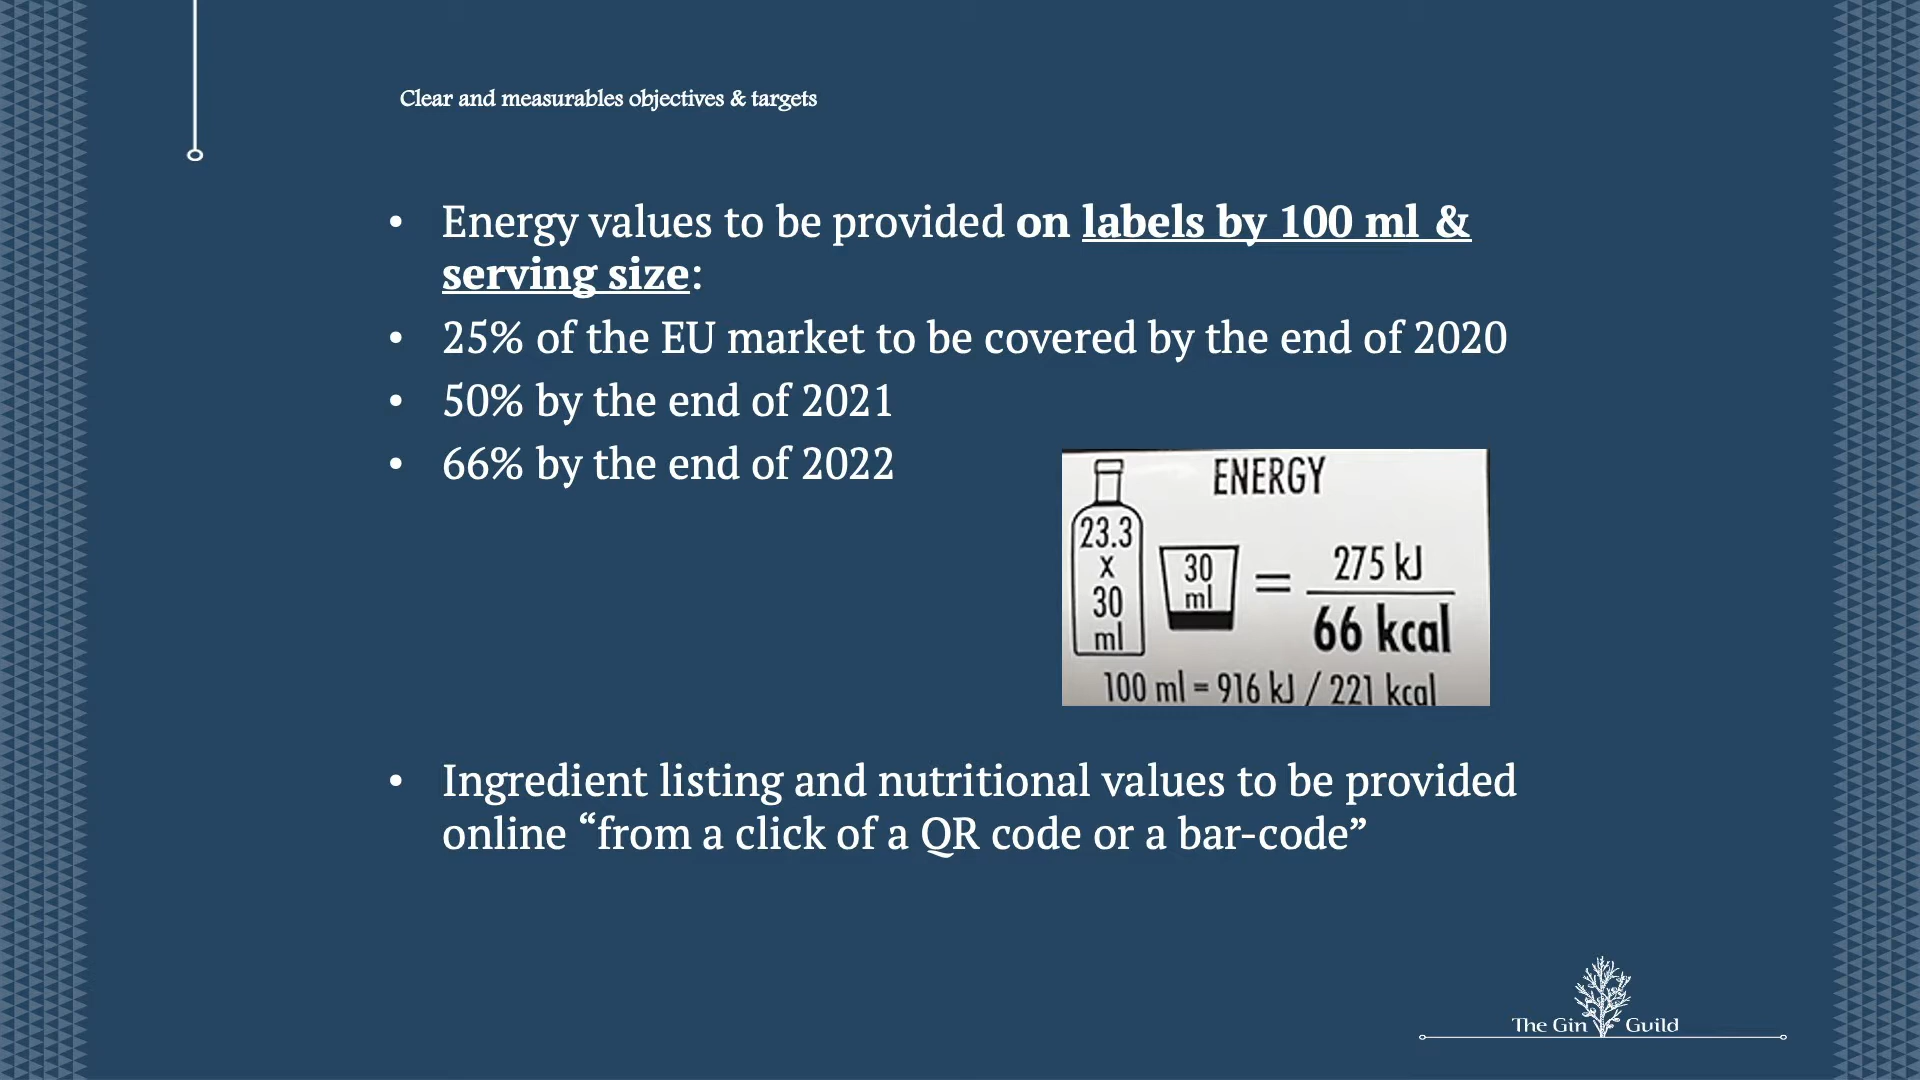 Clear and measurables objectives & targets
• Energy values to be provided on labels by 100 ml &
serving size:
• 25% of the EU market to be covered by the end of 2020
• 50% by the end of 2021
• 66% by the end of 2022
ENERGY
23.3
x
30
ml
30
ml
=
275 kJ
66 kcal
100 ml = 916 kJ / 221 kcal
• Ingredient listing and nutritional values to be provided
online “from a click of a QR code or a bar-code”
The Gin Guild